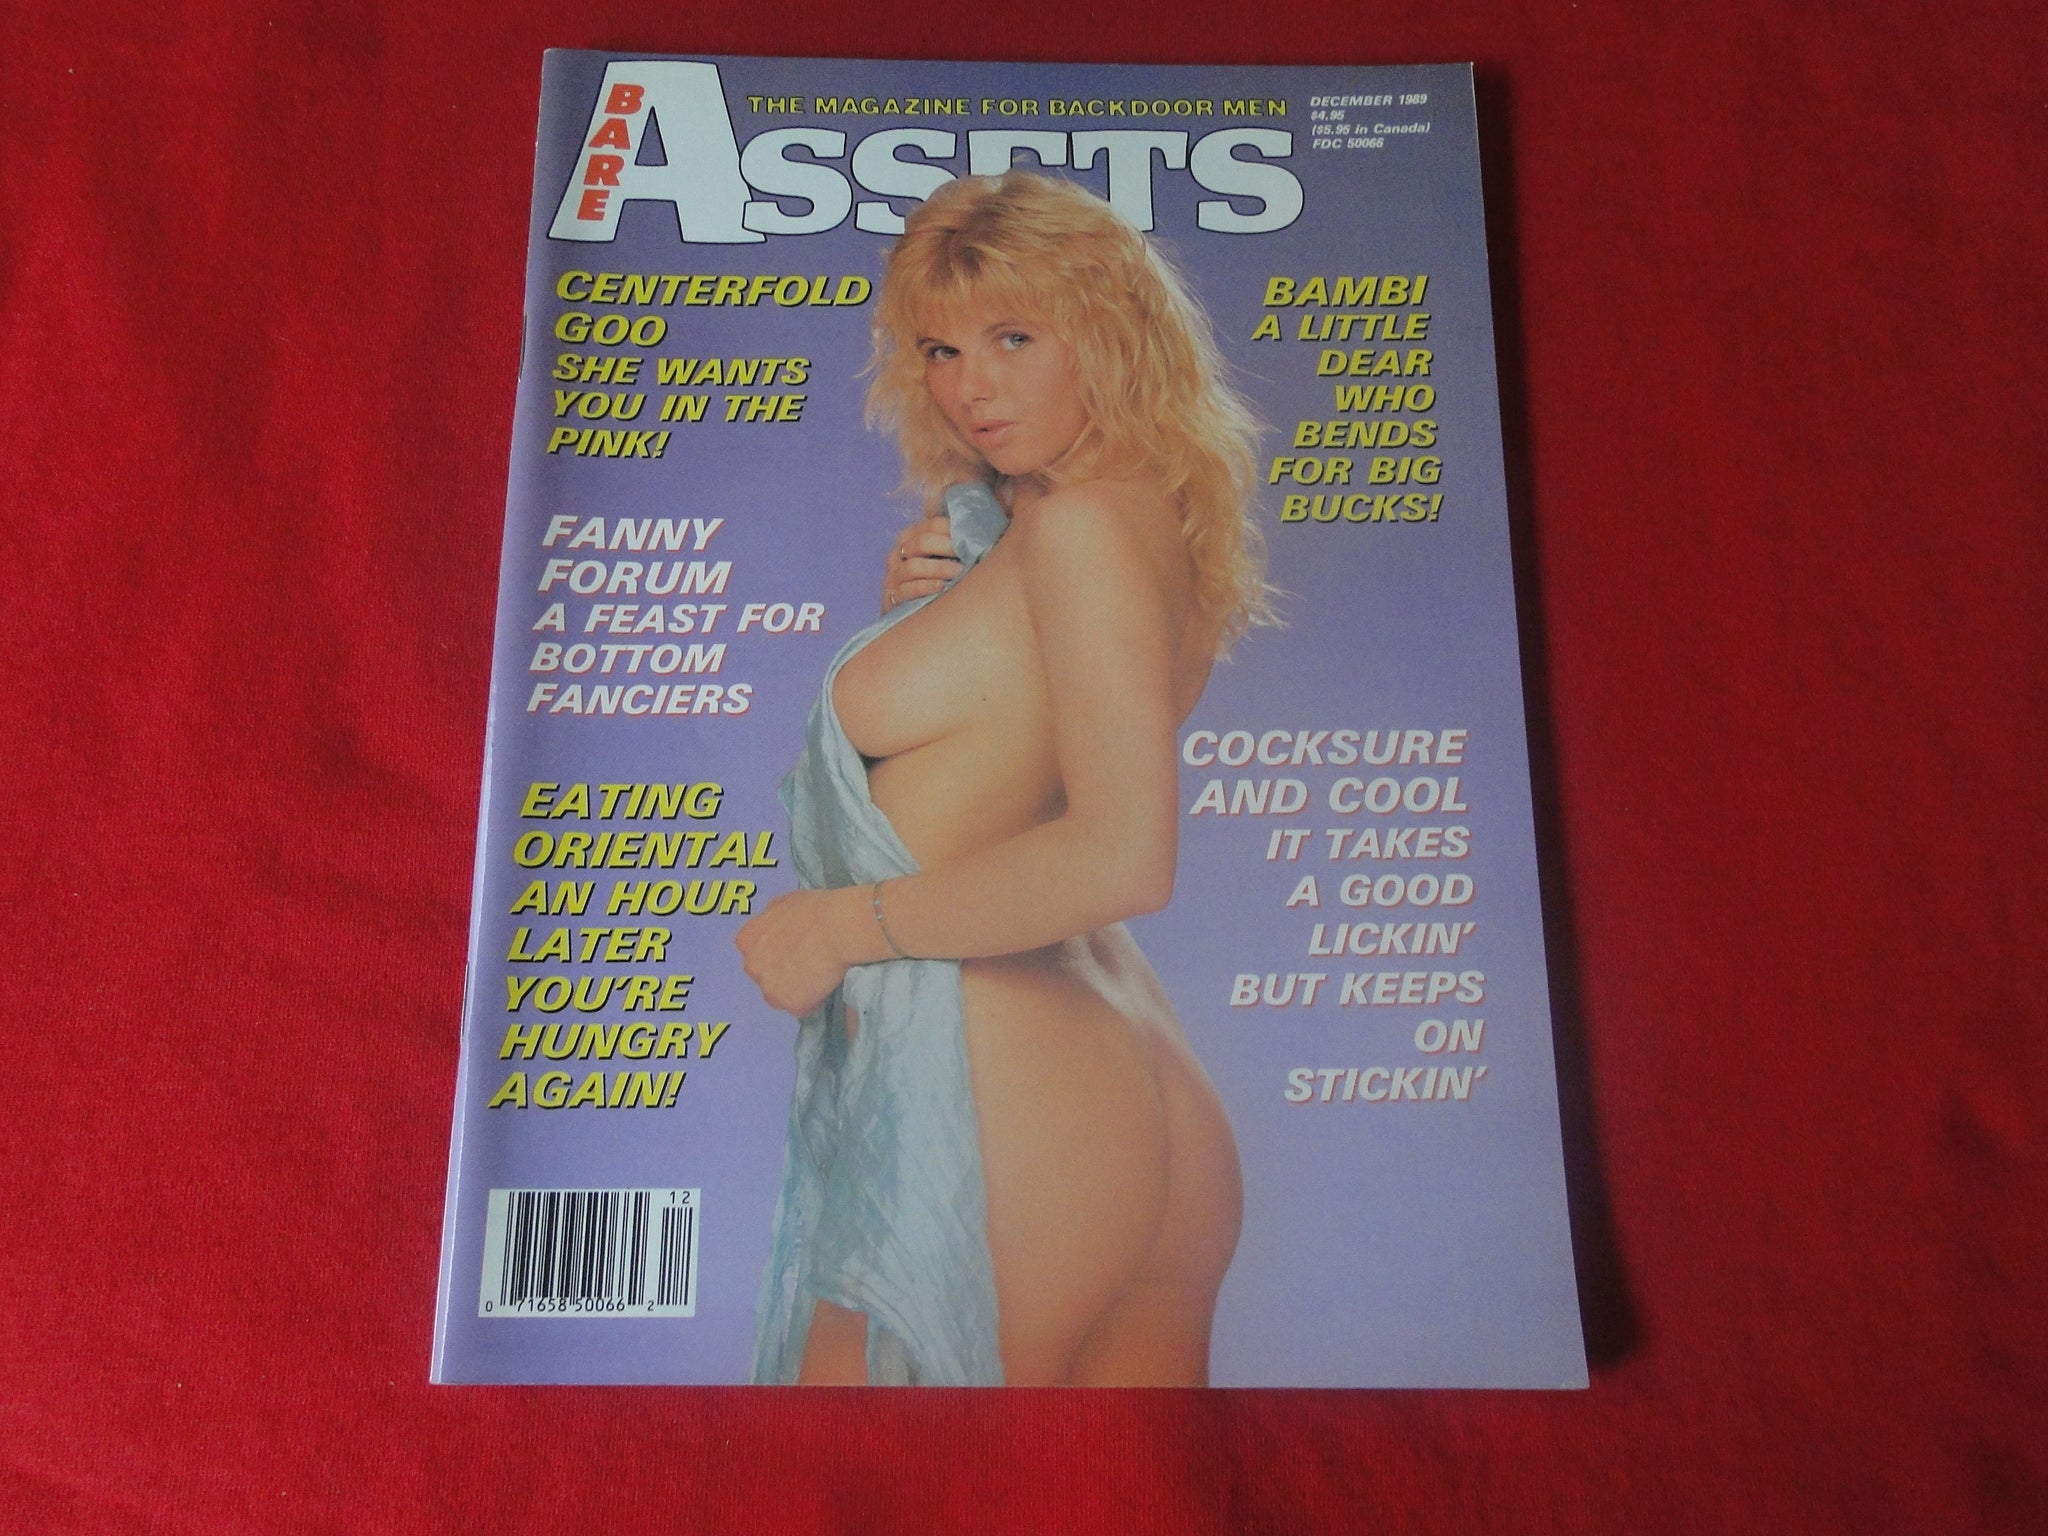 BARE
ASSETS
THE MAGAZINE FOR BACKDOOR MEN
DECEMBER 1989
$4.95
($5.95 in Canada)
FDC 50066
CENTERFOLD
GOO
SHE WANTS
YOU IN THE
PINK!
FANNY
FORUM
A FEAST FOR
BOTTOM
FANCIERS
EATING
ORIENTAL
AN HOUR
LATER
YOU'RE
HUNGRY
AGAIN!
BAMBI
A LITTLE
DEAR
WHO
BENDS
FOR BIG
BUCKS!
COCKSURE
AND COOL
IT TAKES
A GOOD
LICKIN'
BUT KEEPS
ON
STICKIN'
12
0 71658 50066 2